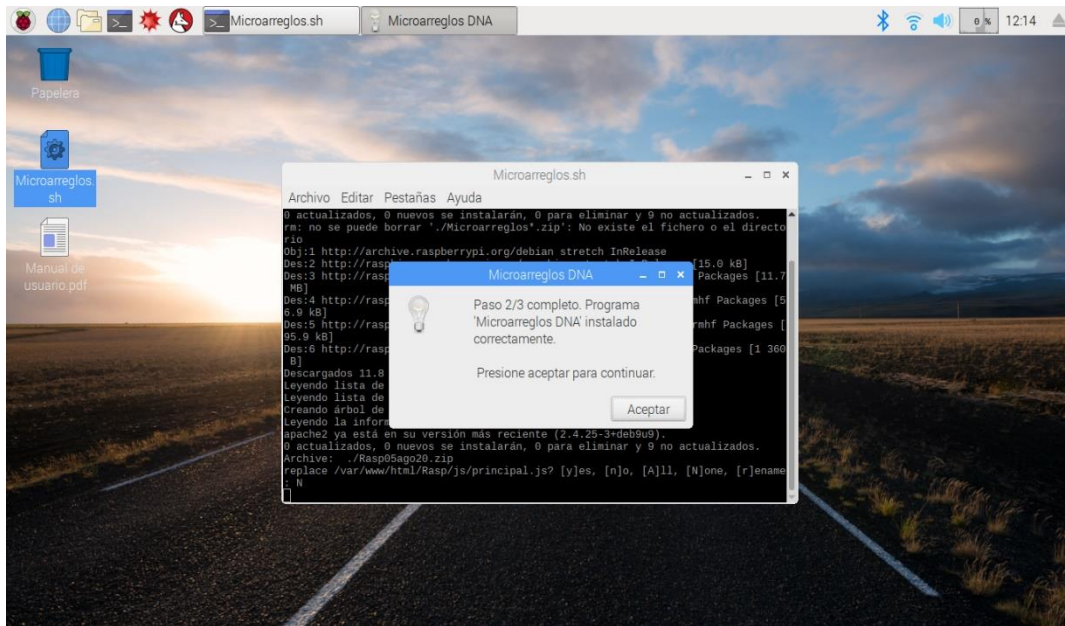 Microarreglos.sh
Microarreglos DNA
0 %
12:14
Papelera
Microarreglos.
sh
Manual de
usuario.pdf
Microarreglos.sh
Archivo Editar Pestañas Ayuda
0 actualizados, 0 nuevos se instalarán, 0 para eliminar y 9 no actualizados.
rm: no se puede borrar './Microarreglos*.zip': No existe el fichero o el directo
rio
Obj:1 http://archive.raspberrypi.org/debian stretch InRelease
Des:2 http://rasp [15.0 kB]
Des:3 http://rasp Packages [11.7
MB]
Des:4 http://rasp mhf Packages [5
6.9 kB]
Des:5 http://rasp rmhf Packages [
95.9 kB]
Des:6 http://rasp Packages [1 360
B]
Descargados 11.8
Leyendo lista de
Leyendo lista de
Creando árbol de
Leyendo la inform
apache2 ya está en su versión más reciente (2.4.25-3+deb9u9).
0 actualizados, 0 nuevos se instalarán, 0 para eliminar y 9 no actualizados.
Archive: ./Rasp05ago20.zip
replace /var/www/html/Rasp/js/principal.js? [y]es, [n]o, [A]ll, [N]one, [r]ename
: N
Microarreglos DNA
Paso 2/3 completo. Programa
'Microarreglos DNA' instalado
correctamente.
Presione aceptar para continuar.
Aceptar